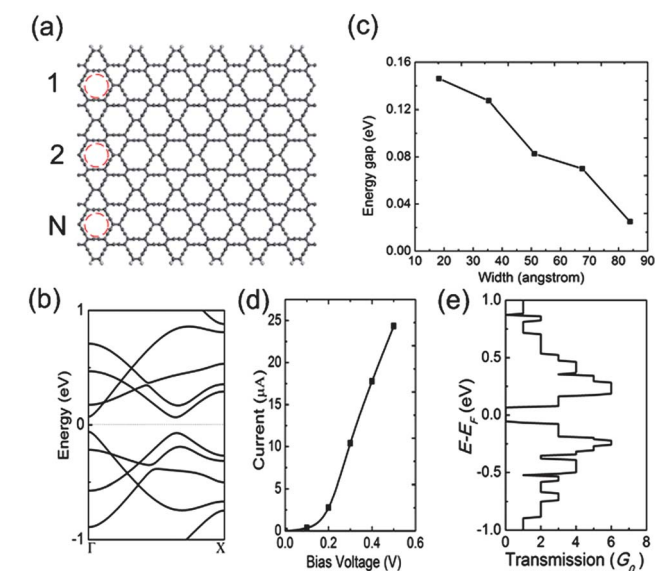 (a)
1
2
N
(b)
1
0
-1
Energy (eV)
Γ
X
(c)
0.16
0.12
0.08
0.04
0.00
Energy gap (eV)
10 20 30 40 50 60 70 80 90
Width (angstrom)
(d)
25
20
15
10
5
0
Current (μA)
0.0 0.2 0.4 0.6
Bias Voltage (V)
(e)
1.0
0.5
0.0
-0.5
-1.0
E-E_F (eV)
0 2 4 6 8
Transmission (G₀)